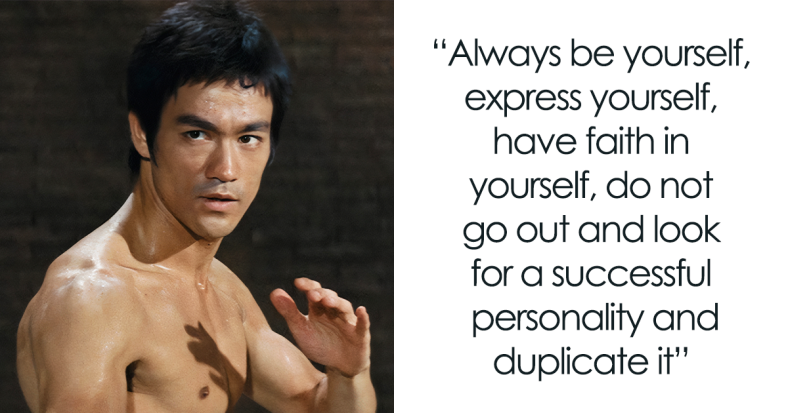 “Always be yourself,
express yourself,
have faith in
yourself, do not
go out and look
for a successful
personality and
duplicate it”